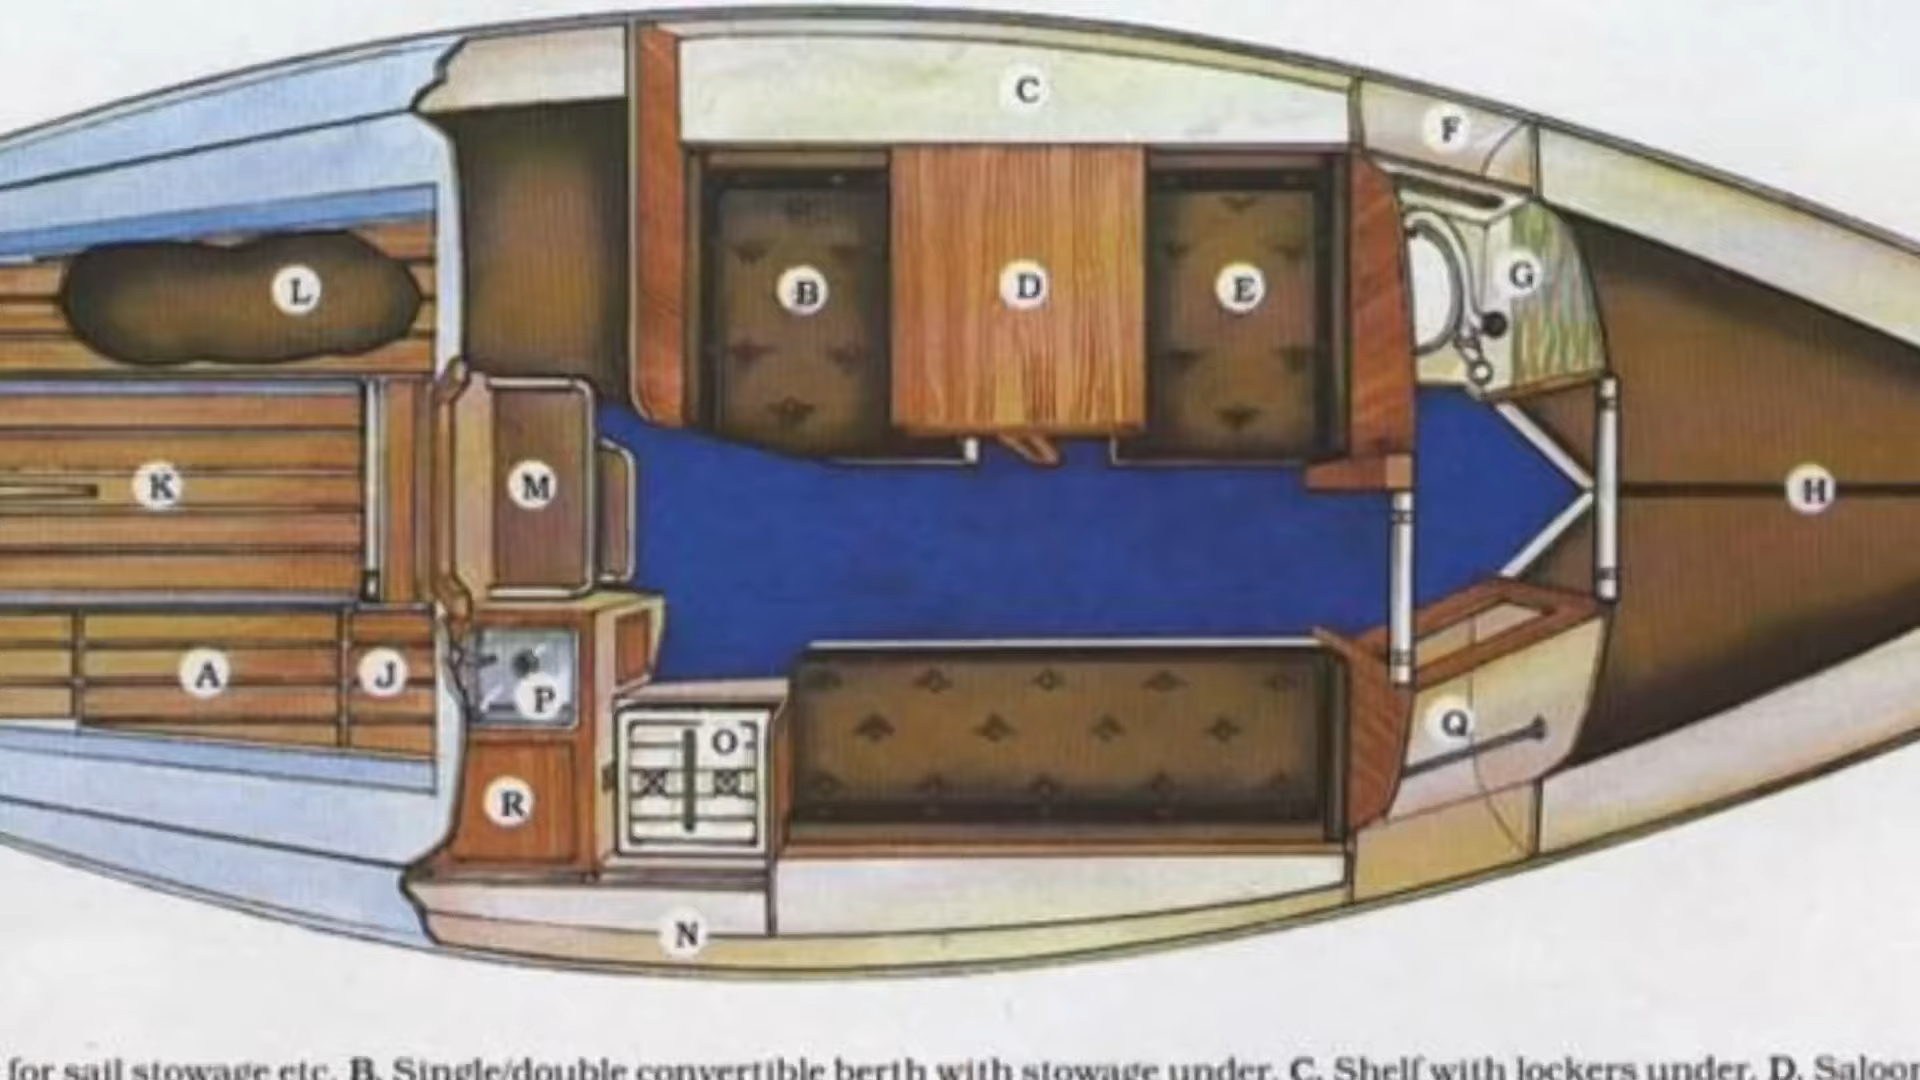 C
F
L
B
D
E
G
K
M
H
A
J
P
O
Q
R
N
for sail stowage etc. B. Single/double convertible berth with stowage under. C. Shelf with lockers under. D. Saloon